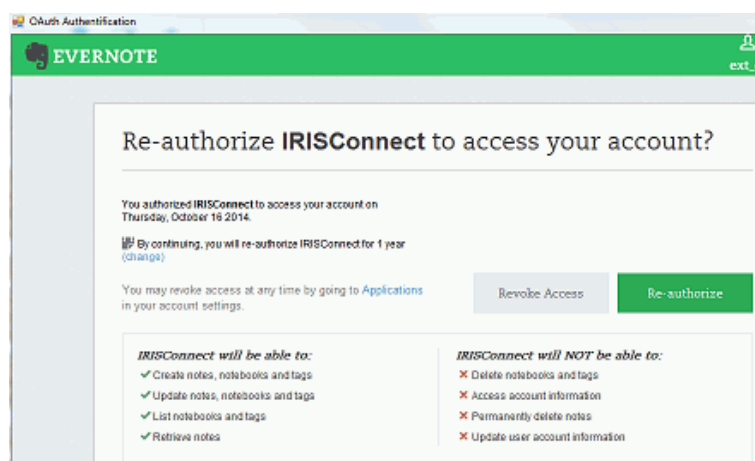 OAuth Authentification
EVERNOTE
ext_
Re-authorize IRISConnect to access your account?
You authorized IRISConnect to access your account on
Thursday, October 16 2014.
By continuing, you will re-authorize IRISConnect for 1 year
(change)
You may revoke access at any time by going to Applications
in your account settings.
Revoke Access
Re-authorize
IRISConnect will be able to:
Create notes, notebooks and tags
Update notes, notebooks and tags
List notebooks and tags
Retrieve notes
IRISConnect will NOT be able to:
Delete notebooks and tags
Access account information
Permanently delete notes
Update user account information